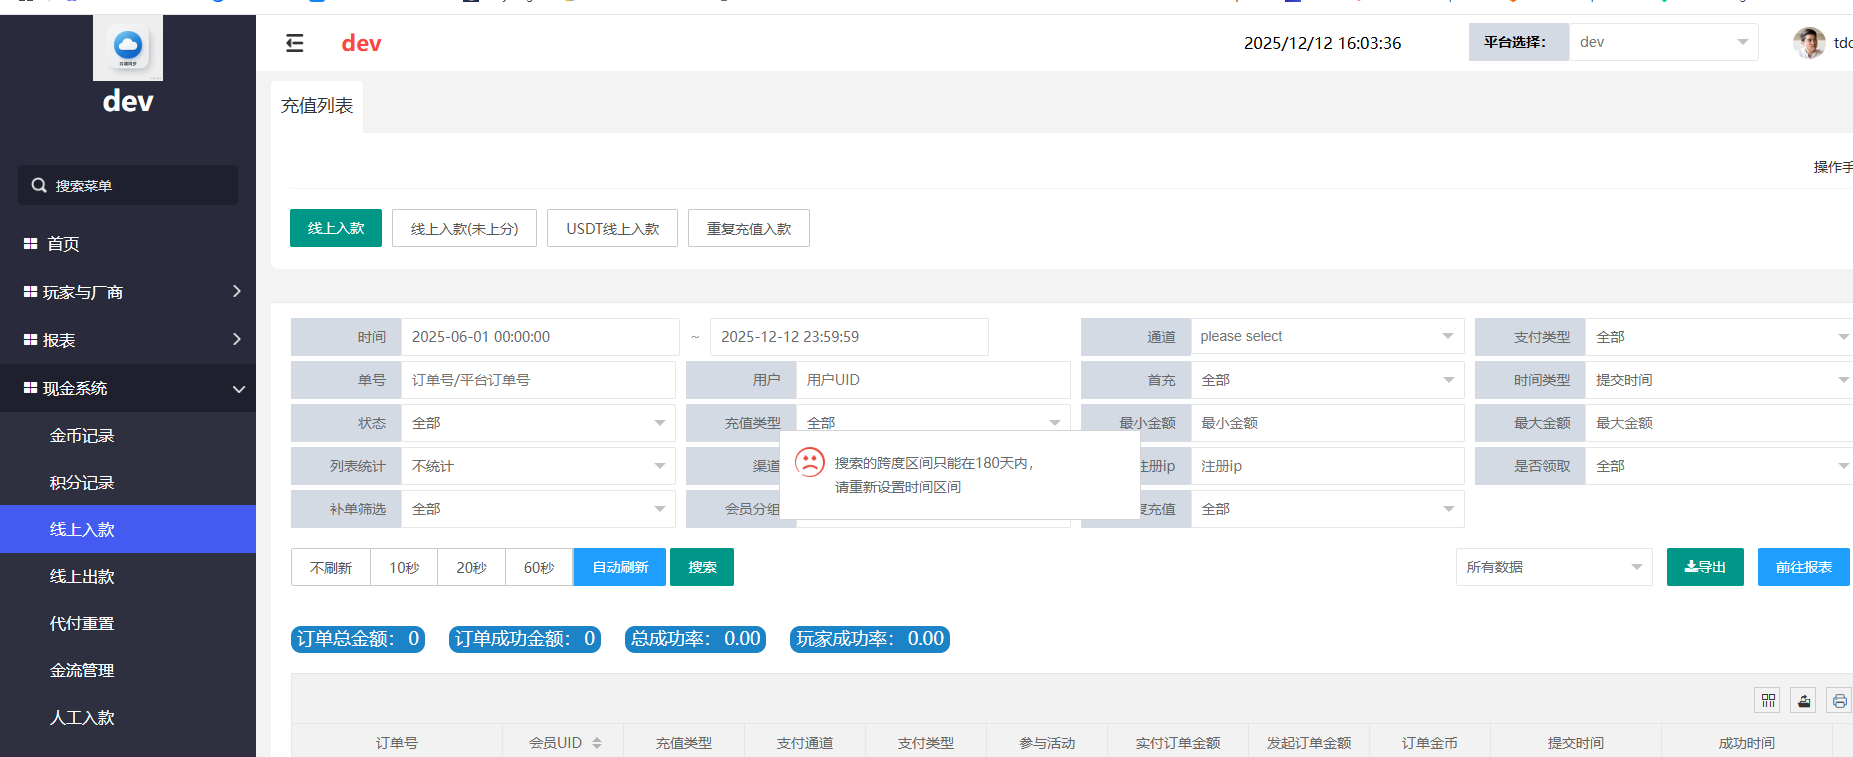 dev
搜索菜单
首页
玩家与厂商
报表
现金系统
金币记录
积分记录
线上入款
线上出款
代付重置
金流管理
人工入款
dev
2025/12/12 16:03:36
平台选择：
dev
充值列表
线上入款
线上入款(未上分)
USDT线上入款
重复充值入款
时间
2025-06-01 00:00:00
~
2025-12-12 23:59:59
通道
please select
支付类型
全部
单号
订单号/平台订单号
用户
用户UID
首充
全部
时间类型
提交时间
状态
全部
充值类型
全部
最小金额
最小金额
最大金额
最大金额
列表统计
不统计
渠道
注册ip
注册ip
是否领取
全部
补单筛选
全部
会员分组
复充值
全部
搜索的跨度区间只能在180天内，
请重新设置时间区间
不刷新
10秒
20秒
60秒
自动刷新
搜索
所有数据
导出
前往报表
订单总金额： 0
订单成功金额： 0
总成功率： 0.00
玩家成功率： 0.00
订单号
会员UID
充值类型
支付通道
支付类型
参与活动
实付订单金额
发起订单金额
订单金币
提交时间
成功时间